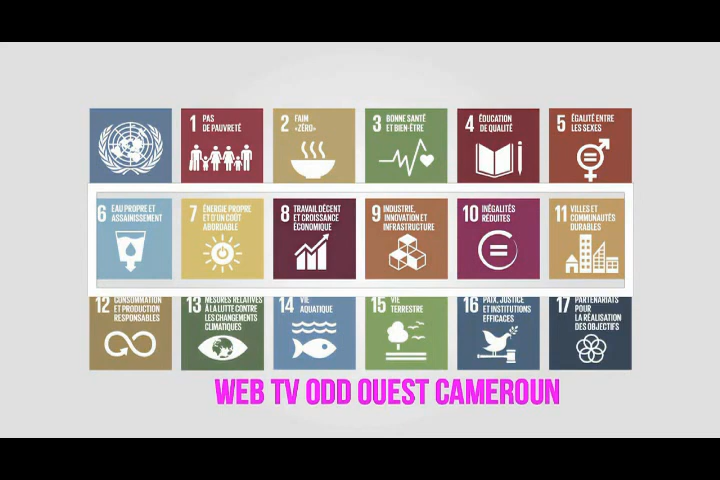 1 PAS
DE PAUVRETÉ
2 FAIM
«ZÉRO»
3 BONNE SANTÉ
ET BIEN-ÊTRE
4 ÉDUCATION
DE QUALITÉ
5 ÉGALITÉ ENTRE
LES SEXES
6 EAU PROPRE ET
ASSAINISSEMENT
7 ÉNERGIE PROPRE
ET D'UN COÛT
ABORDABLE
8 TRAVAIL DÉCENT
ET CROISSANCE
ÉCONOMIQUE
9 INDUSTRIE,
INNOVATION ET
INFRASTRUCTURE
10 INÉGALITÉS
RÉDUITES
11 VILLES ET
COMMUNAUTÉS
DURABLES
12 CONSOMMATION
ET PRODUCTION
RESPONSABLES
13 MESURES RELATIVES
À LA LUTTE CONTRE
LES CHANGEMENTS
CLIMATIQUES
14 VIE
AQUATIQUE
15 VIE
TERRESTRE
16 PAIX, JUSTICE
ET INSTITUTIONS
EFFICACES
17 PARTENARIATS
POUR
LA RÉALISATION
DES OBJECTIFS
WEB TV ODD OUEST CAMEROUN